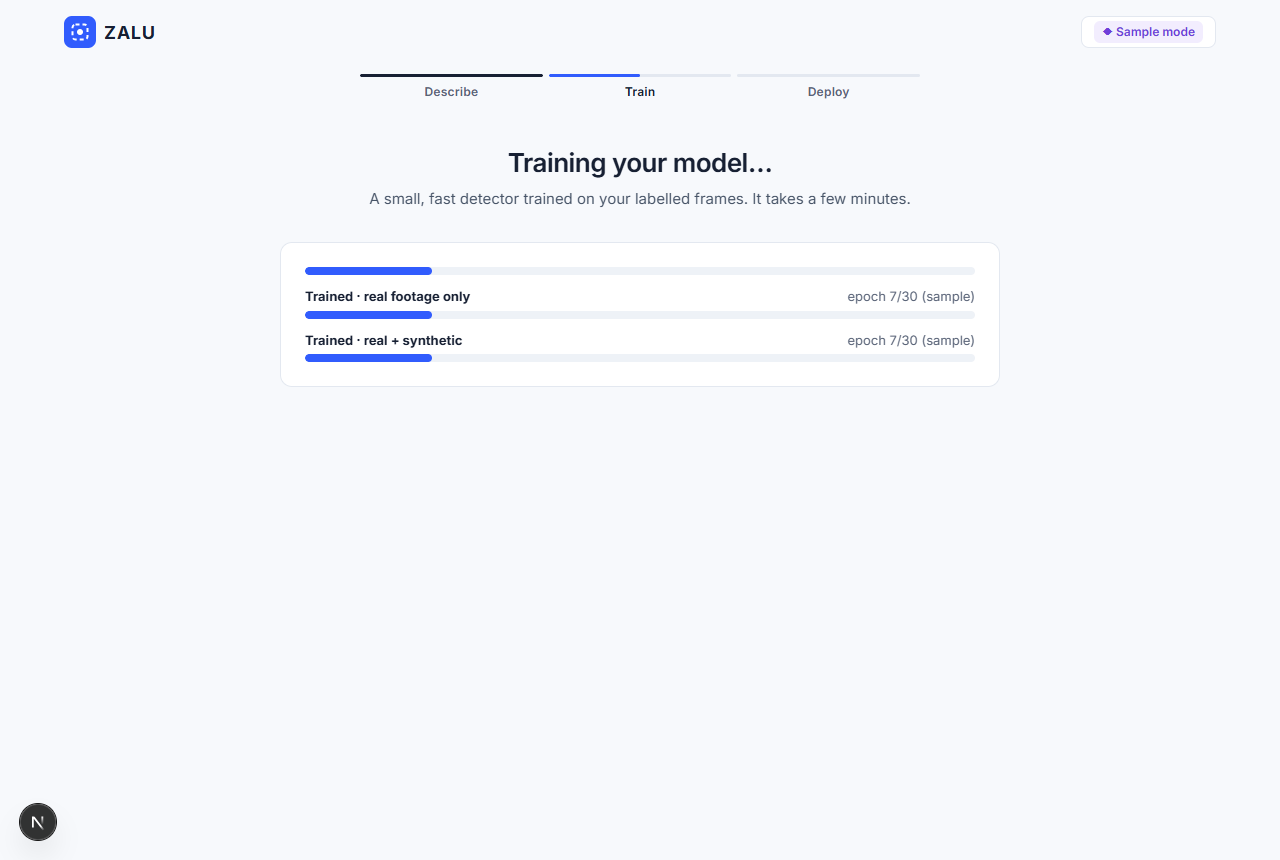 ZALU
Sample mode
Describe
Train
Deploy
Training your model...
A small, fast detector trained on your labelled frames. It takes a few minutes.
Trained · real footage only
epoch 7/30 (sample)
Trained · real + synthetic
epoch 7/30 (sample)
N